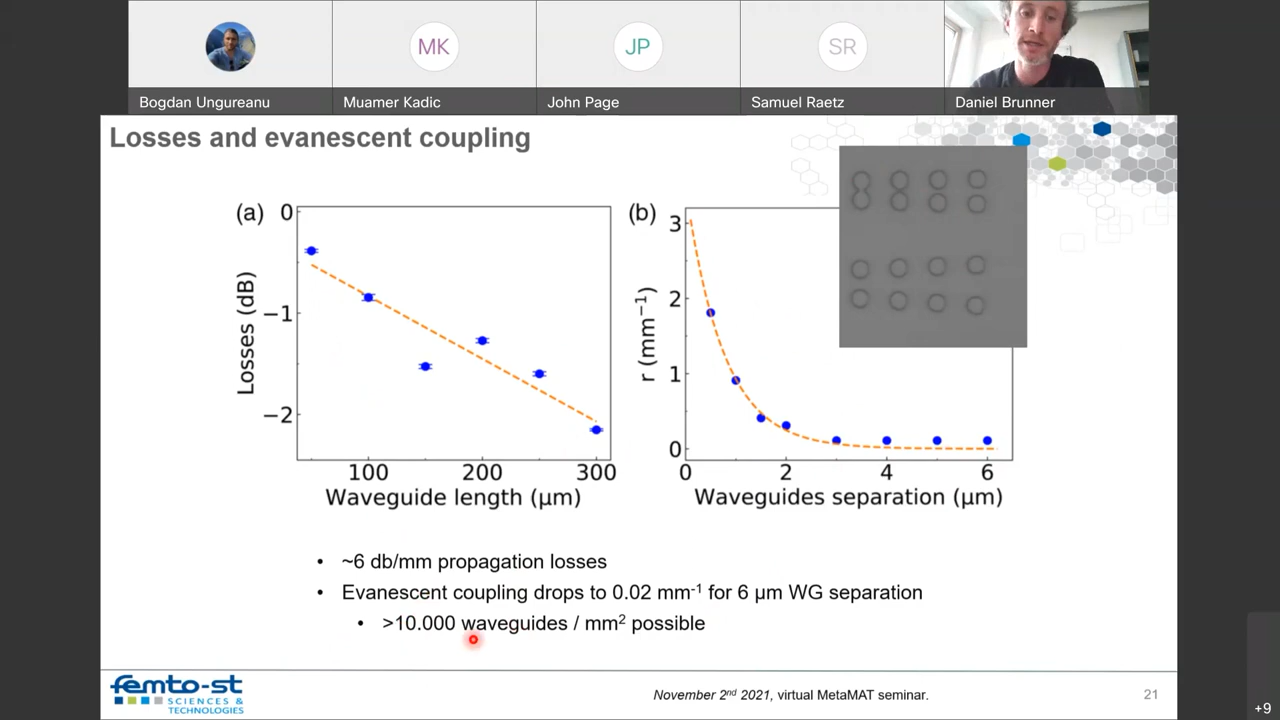 MK
JP
SR
Bogdan Ungureanu
Muamer Kadic
John Page
Samuel Raetz
Daniel Brunner
Losses and evanescent coupling
(a)
0
−1
−2
Losses (dB)
100 200 300
Waveguide length (μm)
(b)
3
2
1
0
r (mm⁻¹)
0 2 4 6
Waveguides separation (μm)
• ~6 db/mm propagation losses
• Evanescent coupling drops to 0.02 mm⁻¹ for 6 μm WG separation
• >10.000 waveguides / mm² possible
femto-st
SCIENCES &
TECHNOLOGIES
November 2nd 2021, virtual MetaMAT seminar.
21
+9